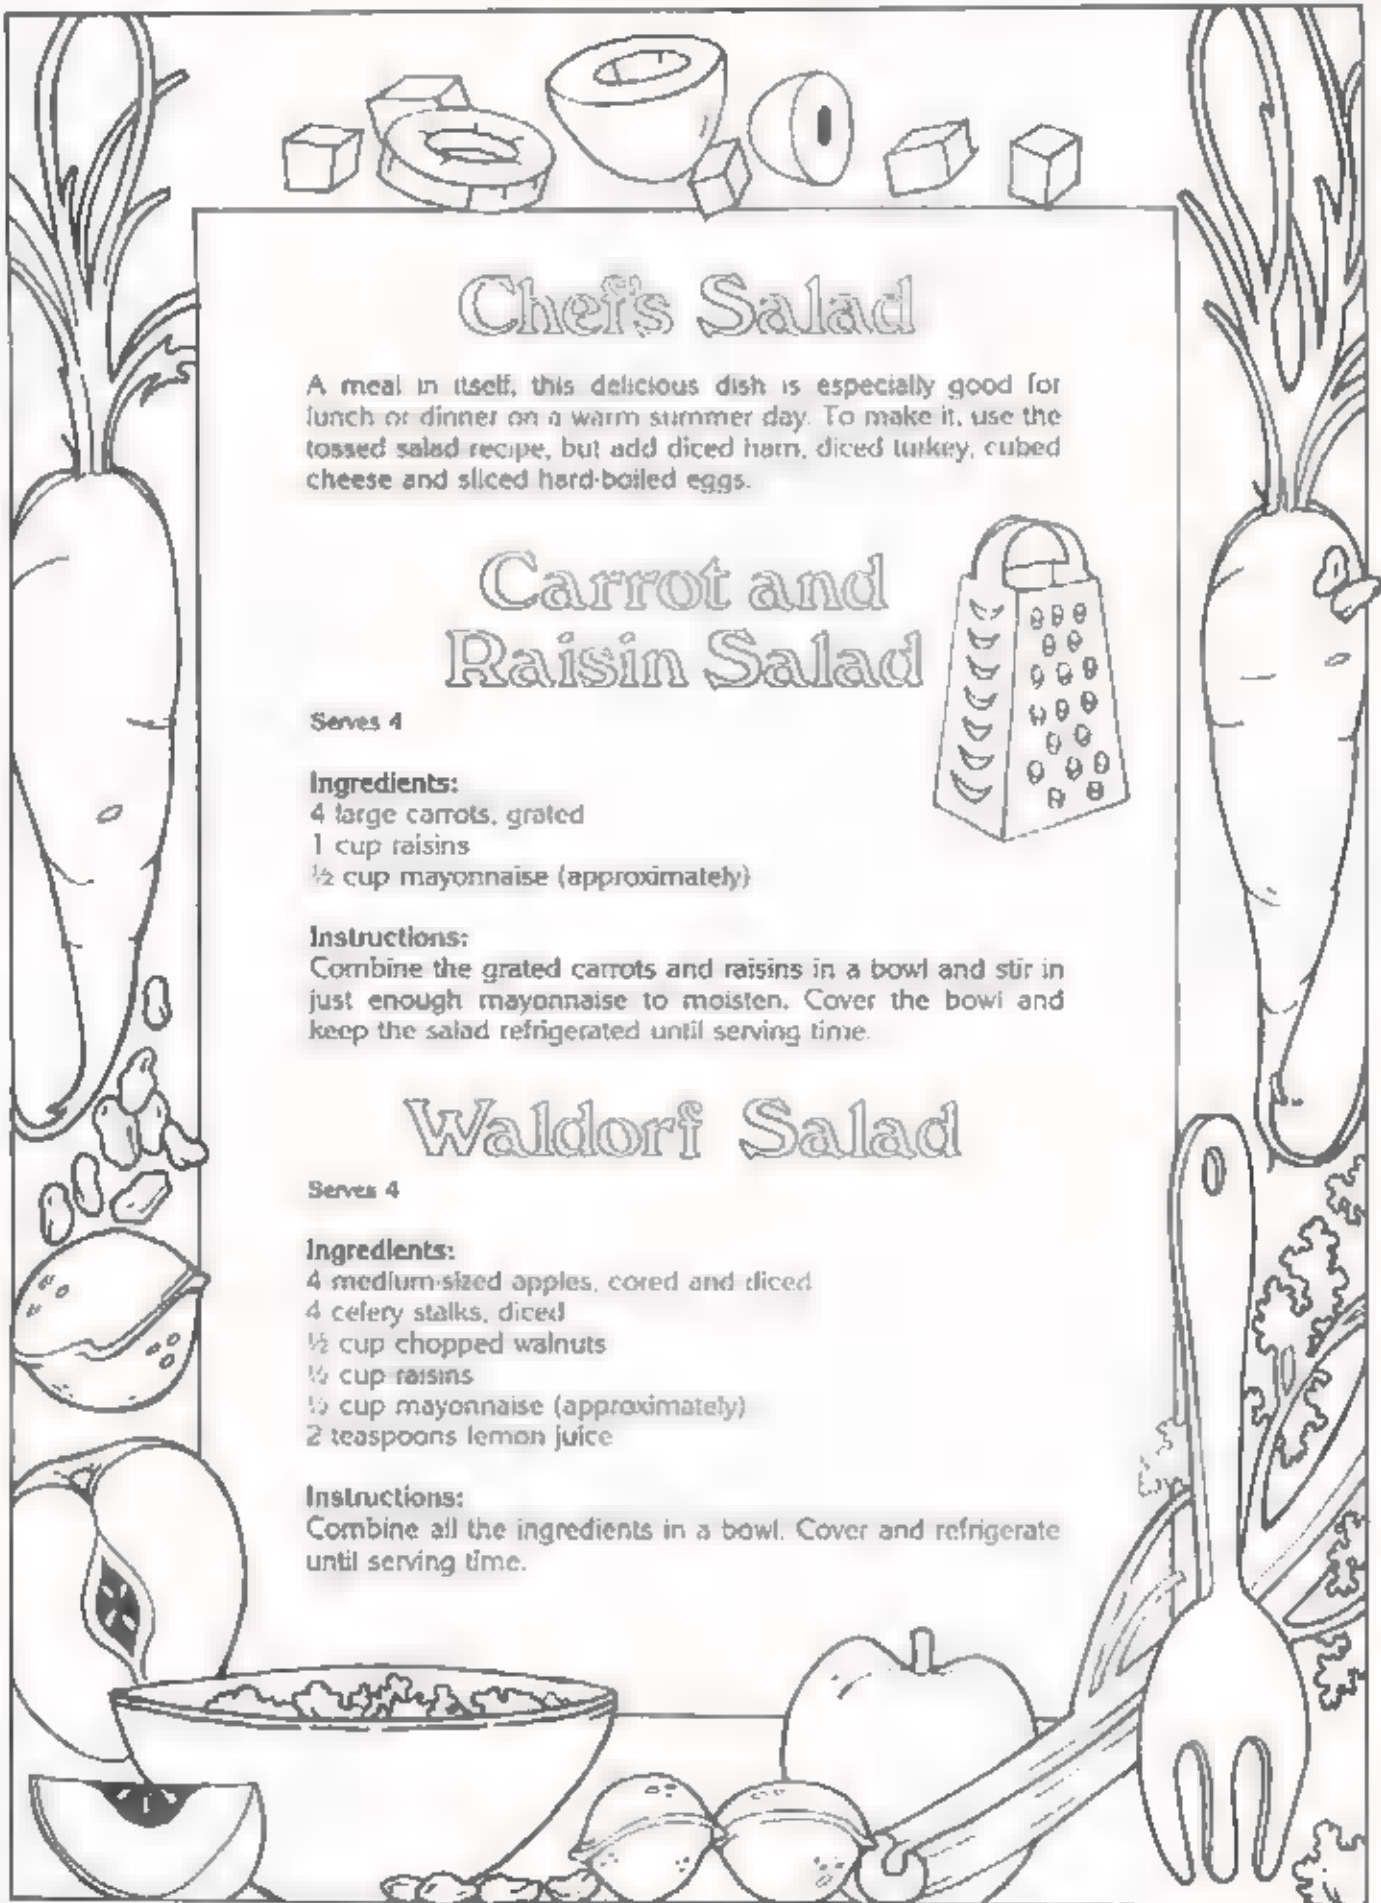 Chef's Salad
A meal in itself, this delicious dish is especially good for
lunch or dinner on a warm summer day. To make it, use the
tossed salad recipe, but add diced ham, diced turkey, cubed
cheese and sliced hard-boiled eggs.
Carrot and
Raisin Salad
Serves 4
Ingredients:
4 large carrots, grated
1 cup raisins
½ cup mayonnaise (approximately)
Instructions:
Combine the grated carrots and raisins in a bowl and stir in
just enough mayonnaise to moisten. Cover the bowl and
keep the salad refrigerated until serving time.
Waldorf Salad
Serves 4
Ingredients:
4 medium-sized apples, cored and diced
4 celery stalks, diced
½ cup chopped walnuts
½ cup raisins
½ cup mayonnaise (approximately)
2 teaspoons lemon juice
Instructions:
Combine all the ingredients in a bowl. Cover and refrigerate
until serving time.